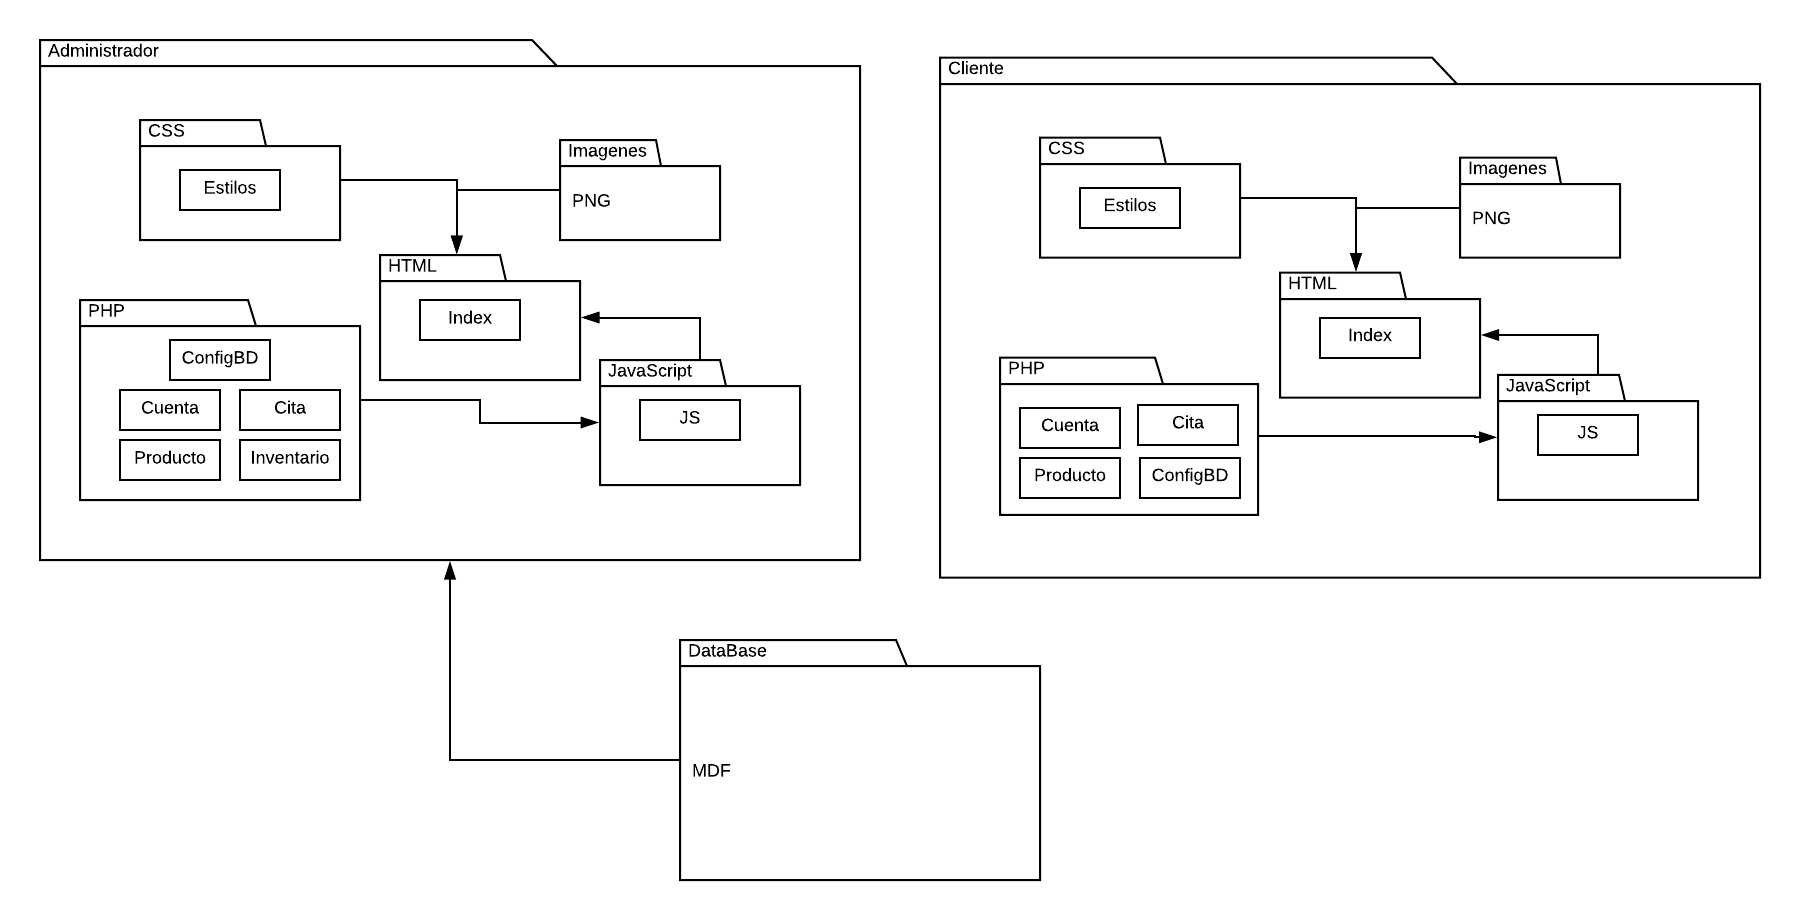 Administrador
CSS
Estilos
Imagenes
PNG
HTML
Index
PHP
ConfigBD
Cuenta
Cita
Producto
Inventario
JavaScript
JS
Cliente
CSS
Estilos
Imagenes
PNG
HTML
Index
PHP
Cuenta
Cita
Producto
ConfigBD
JavaScript
JS
DataBase
MDF